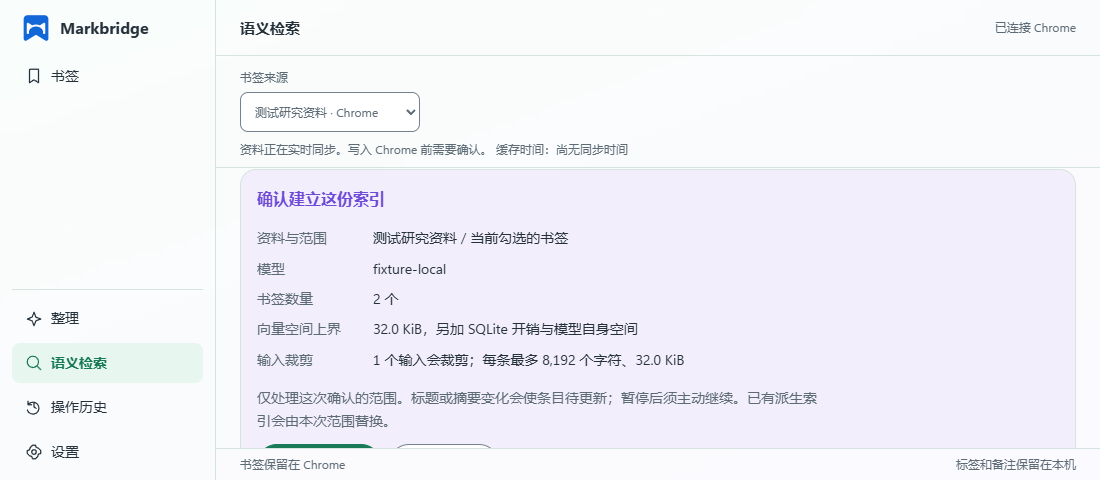 Markbridge
书签
整理
语义检索
操作历史
设置
语义检索
已连接 Chrome
书签来源
测试研究资料 · Chrome
资料正在实时同步。写入 Chrome 前需要确认。 缓存时间：尚无同步时间
确认建立这份索引
资料与范围 测试研究资料 / 当前勾选的书签
模型 fixture-local
书签数量 2 个
向量空间上界 32.0 KiB，另加 SQLite 开销与模型自身空间
输入裁剪 1 个输入会裁剪；每条最多 8,192 个字符、32.0 KiB
仅处理这次确认的范围。标题或摘要变化会使条目待更新；暂停后须主动继续。已有派生索
引会由本次范围替换。
书签保留在 Chrome
标签和备注保留在本机